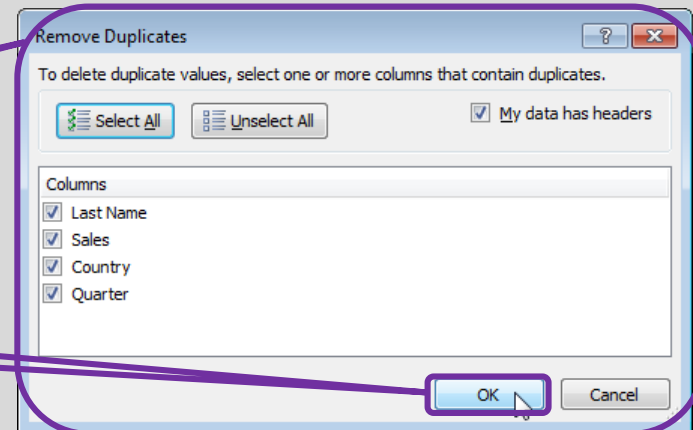 Remove Duplicates
To delete duplicate values, select one or more columns that contain duplicates.
Select All Unselect All My data has headers
Columns
Last Name
Sales
Country
Quarter
OK Cancel